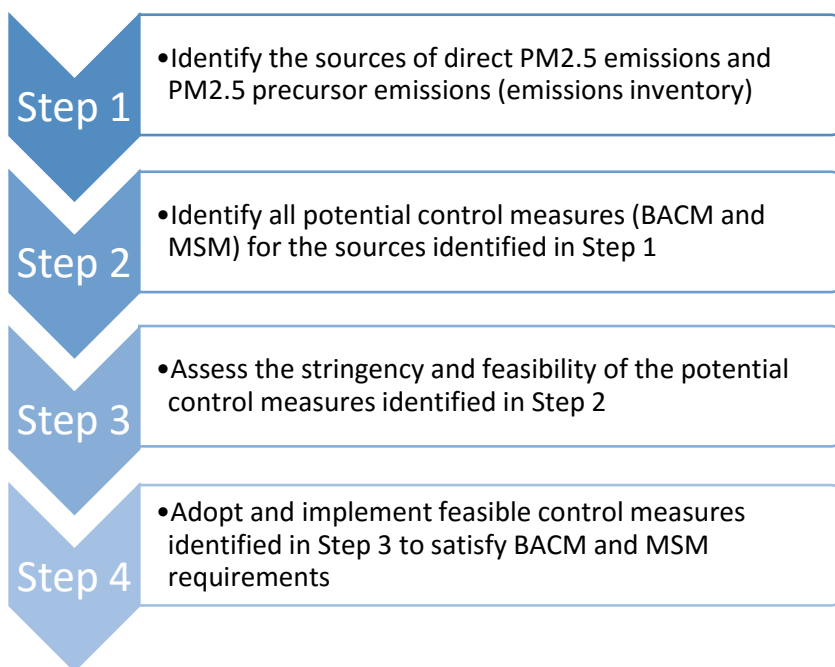 Step 1
•Identify the sources of direct PM2.5 emissions and
PM2.5 precursor emissions (emissions inventory)
Step 2
•Identify all potential control measures (BACM and
MSM) for the sources identified in Step 1
Step 3
•Assess the stringency and feasibility of the potential
control measures identified in Step 2
Step 4
•Adopt and implement feasible control measures
identified in Step 3 to satisfy BACM and MSM
requirements